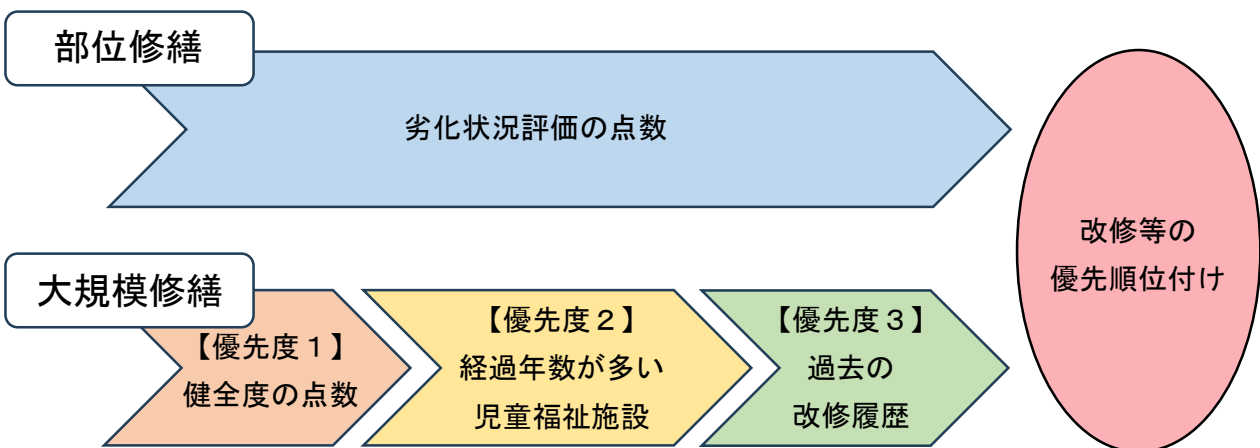 部位修繕
劣化状況評価の点数
大規模修繕
【優先度１】
健全度の点数
【優先度２】
経過年数が多い
児童福祉施設
【優先度３】
過去の
改修履歴
改修等の
優先順位付け